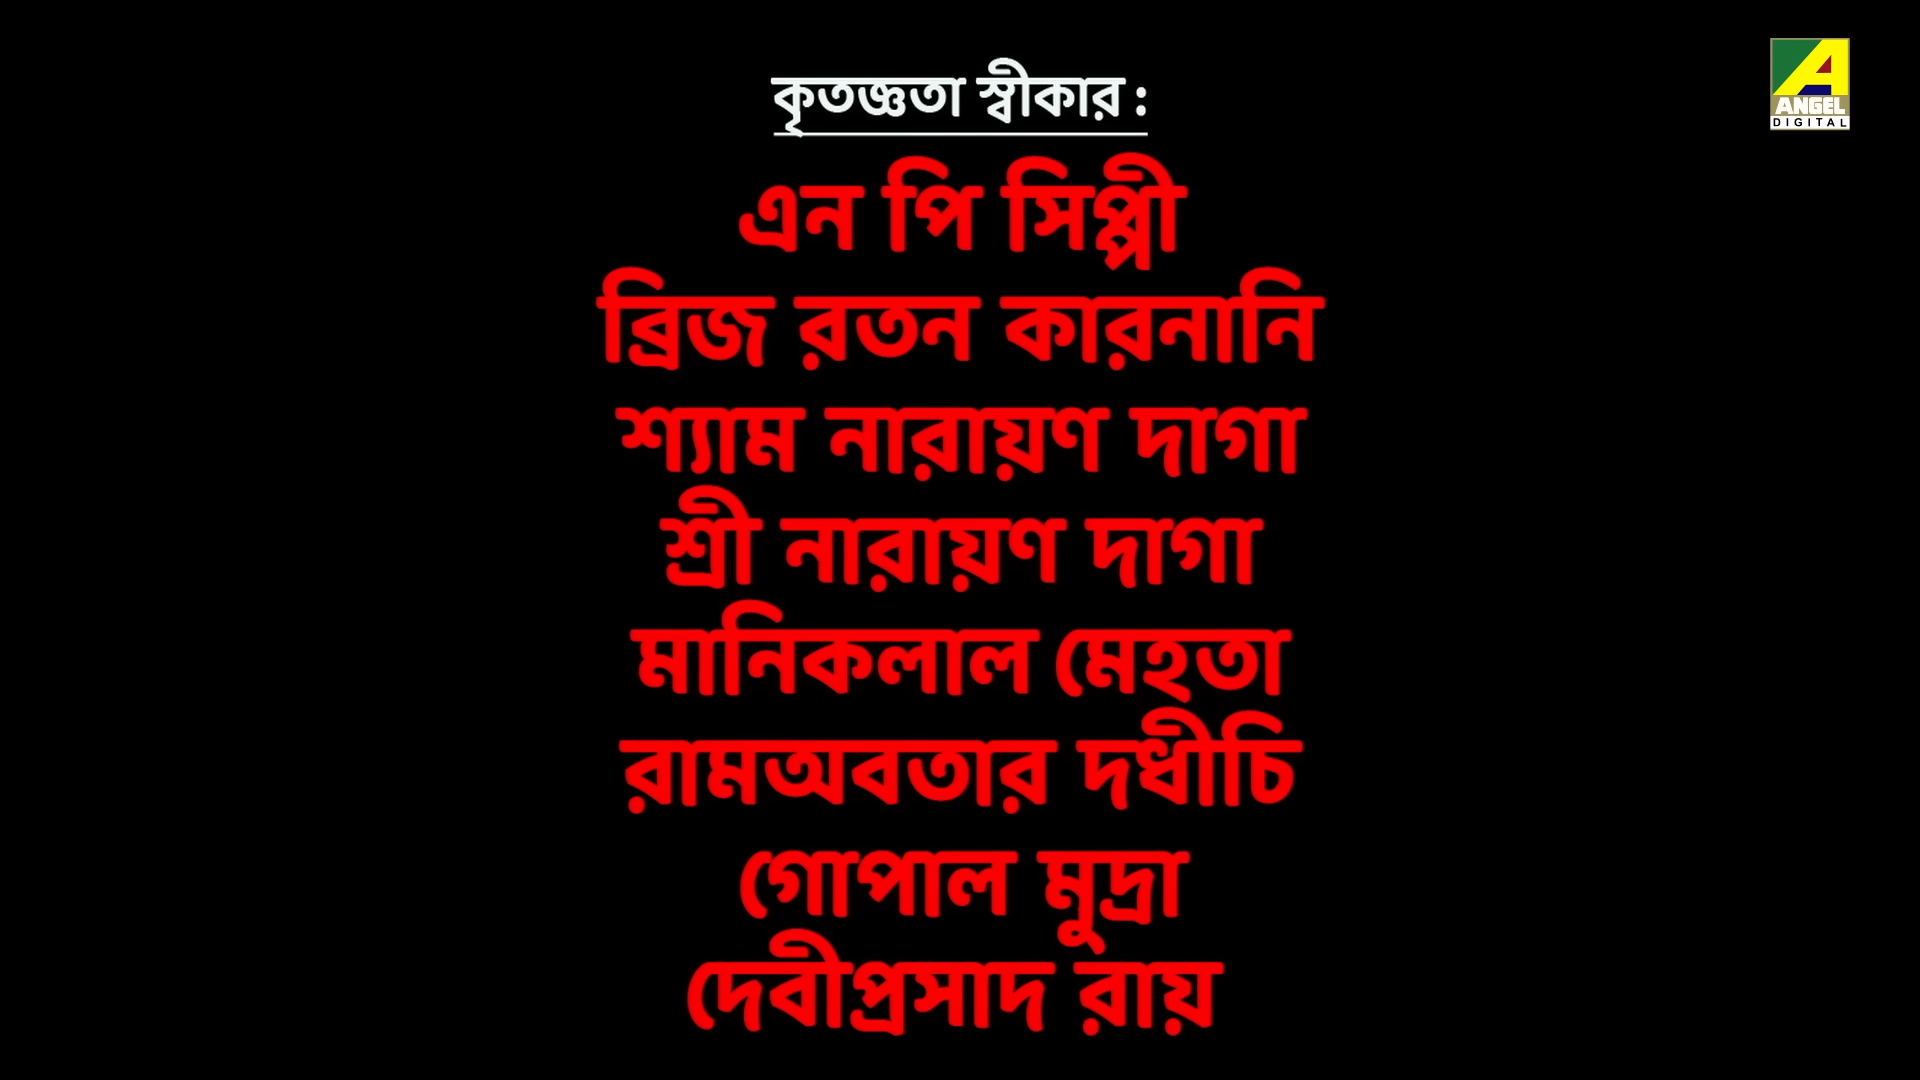 কৃতজ্ঞতা স্বীকার :
এন পি সিপ্পী
ব্রিজ রতন কারনানি
শ্যাম নারায়ণ দাগা
শ্রী নারায়ণ দাগা
মানিকলাল মেহতা
রামঅবতার দধীচি
গোপাল মুদ্রা
দেবীপ্রসাদ রায়
A
ANGEL
DIGITAL